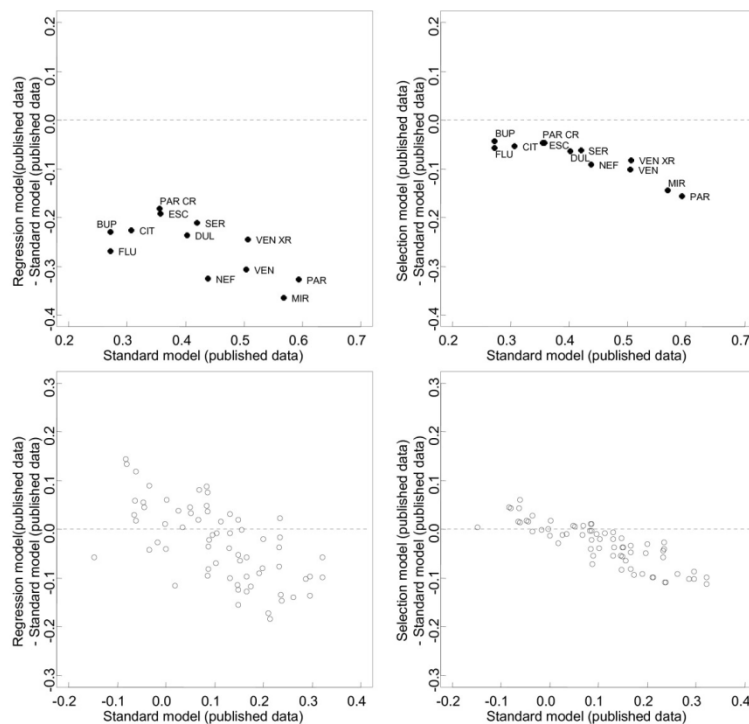 Regression model(published data)
- Standard model (published data)
0.2
0.1
0.0
-0.1
-0.2
-0.3
-0.4
PAR CR
ESC
BUP
CIT
SER
DUL
VEN XR
FLU
NEF
VEN
PAR
MIR
0.2 0.3 0.4 0.5 0.6 0.7
Standard model (published data)
Selection model (published data)
- Standard model (published data)
0.2
0.1
0.0
-0.1
-0.2
-0.3
-0.4
BUP
PAR CR
FLU
CIT
ESC
SER
DUL
NEF
VEN XR
VEN
MIR
PAR
0.2 0.3 0.4 0.5 0.6 0.7
Standard model (published data)
Regression model(published data)
- Standard model (published data)
0.3
0.2
0.1
0.0
-0.1
-0.2
-0.3
-0.2 -0.1 0.0 0.1 0.2 0.3 0.4
Standard model (published data)
Selection model (published data)
- Standard model (published data)
0.3
0.2
0.1
0.0
-0.1
-0.2
-0.3
-0.2 -0.1 0.0 0.1 0.2 0.3 0.4
Standard model (published data)